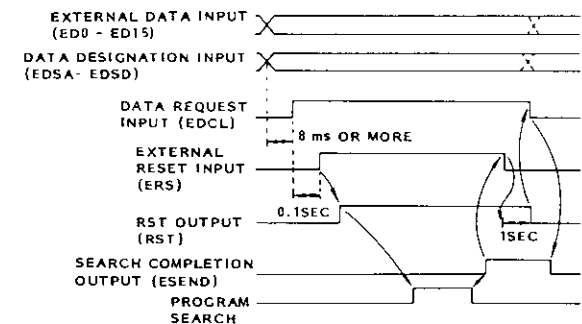 EXTERNAL DATA INPUT
(ED0 - ED15)
DATA DESIGNATION INPUT
(EDSA- EDSD)
DATA REQUEST
INPUT (EDCL)
8 ms OR MORE
EXTERNAL
RESET INPUT
(ERS)
0.1SEC
RST OUTPUT
(RST)
1SEC
SEARCH COMPLETION
OUTPUT (ESEND)
PROGRAM
SEARCH